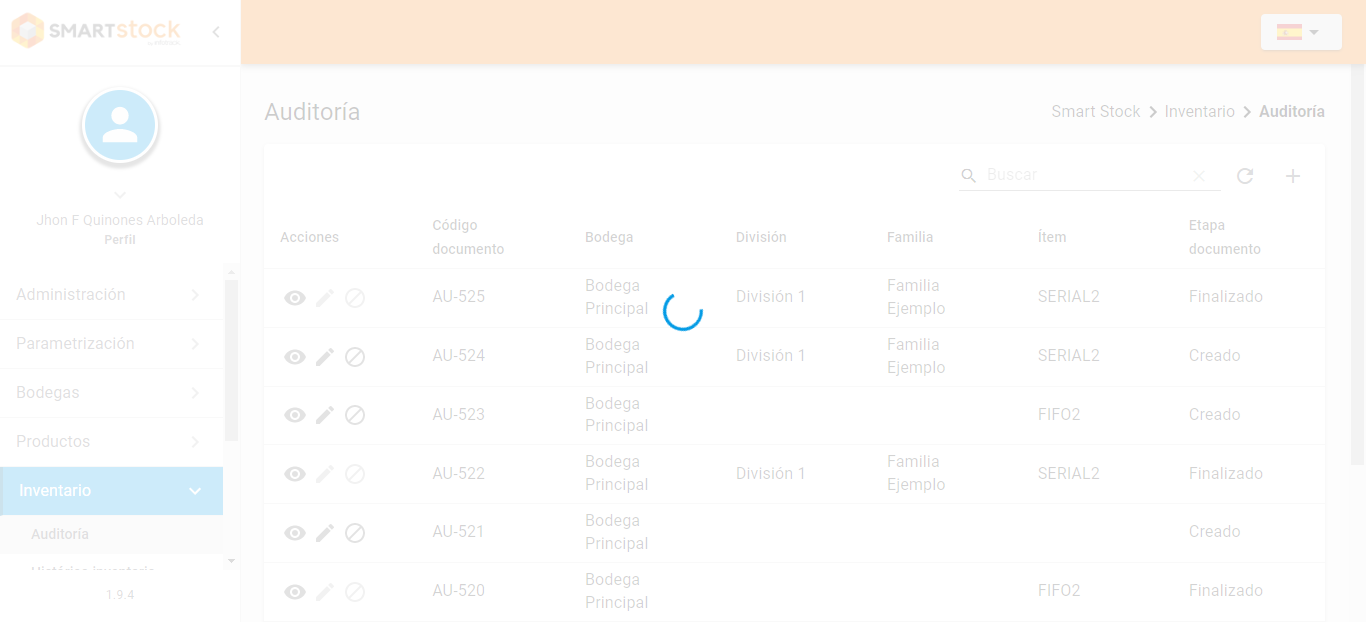 SMARTstock
Auditoría
Smart Stock
Inventario
Auditoría
Jhon F Quinones Arboleda
Perfil
Administración
Parametrización
Bodegas
Productos
Inventario
Auditoría
Histórico inventario
1.9.4
Buscar
Acciones
Código
documento
Bodega
División
Familia
Ítem
Etapa
documento
AU-525
Bodega
Principal
División 1
Familia
Ejemplo
SERIAL2
Finalizado
AU-524
Bodega
Principal
División 1
Familia
Ejemplo
SERIAL2
Creado
AU-523
Bodega
Principal
FIFO2
Creado
AU-522
Bodega
Principal
División 1
Familia
Ejemplo
SERIAL2
Finalizado
AU-521
Bodega
Principal
Creado
AU-520
Bodega
Principal
FIFO2
Finalizado